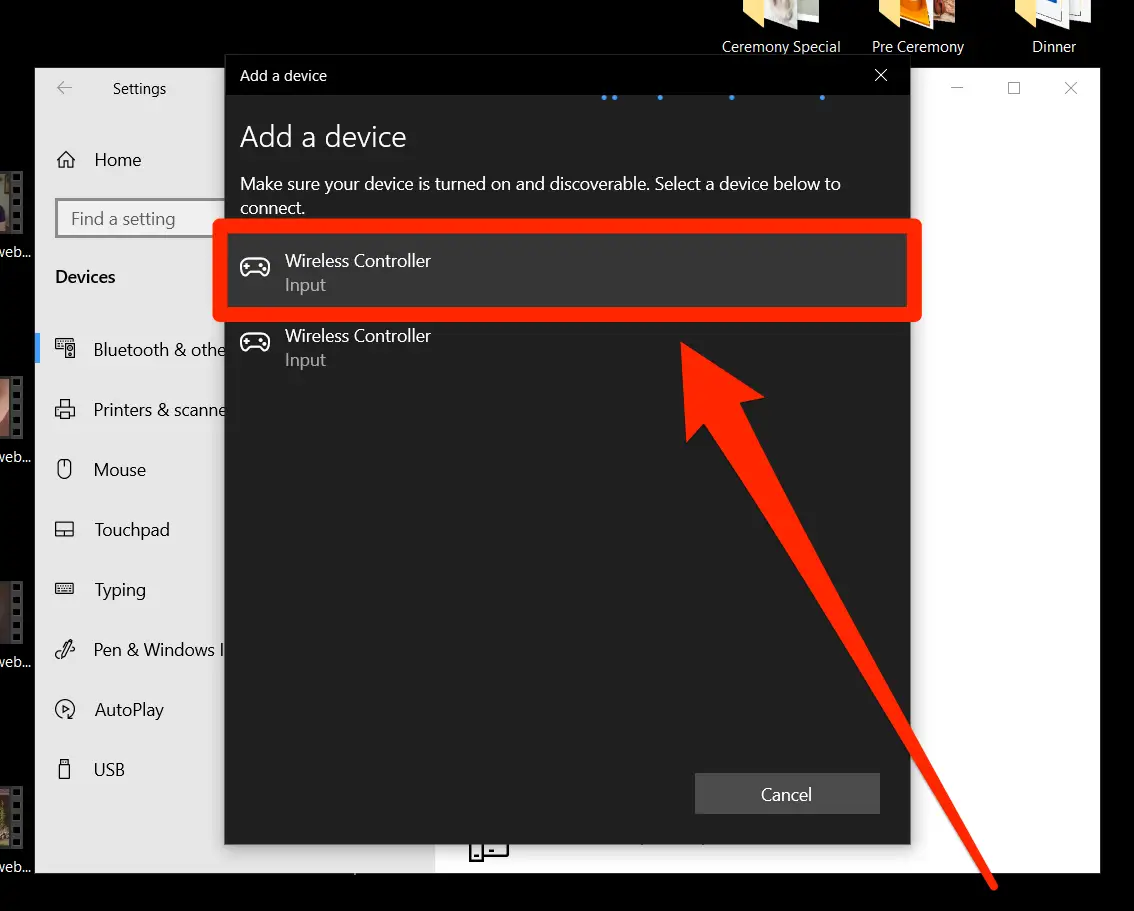 Ceremony Special
Pre Ceremony
Dinner
Settings
Home
Find a setting
Devices
Bluetooth & othe
Printers & scanne
Mouse
Touchpad
Typing
Pen & Windows I
AutoPlay
USB
Add a device
Add a device
Make sure your device is turned on and discoverable. Select a device below to
connect.
Wireless Controller
Input
Wireless Controller
Input
Cancel
web...
web...
web...
web...